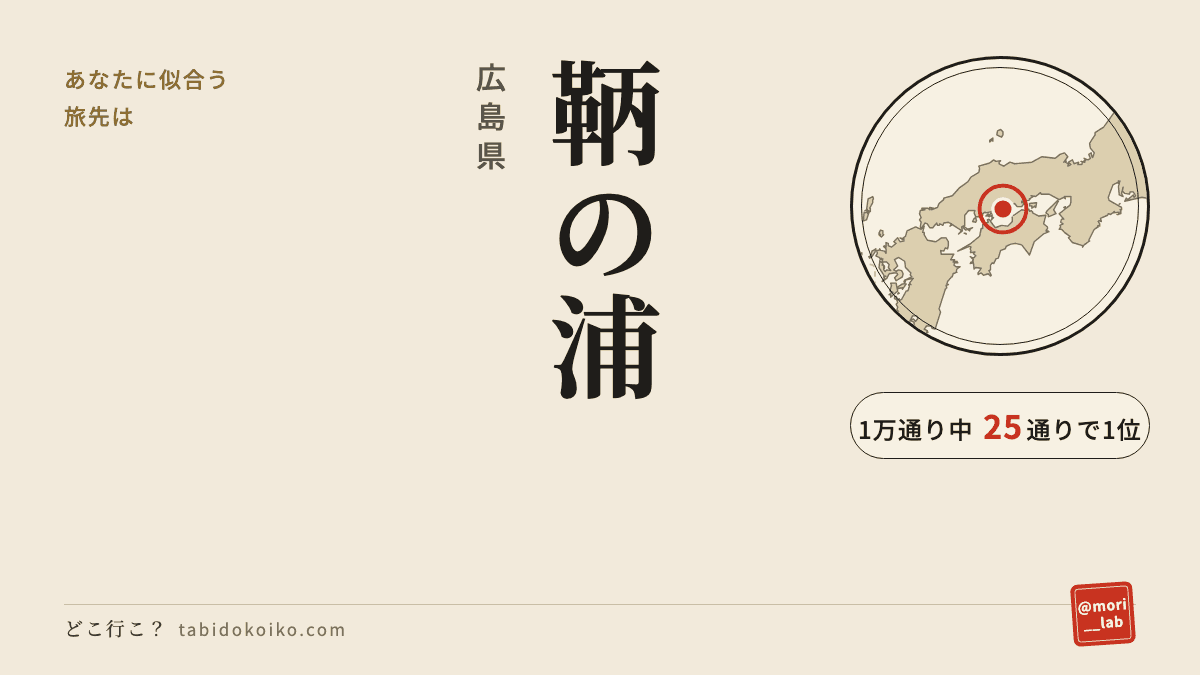 あなたに似合う
旅先は
鞆の浦
広島県
1万通り中 25通りで1位
どこ行こ？ tabidokoiko.com
@mori
__lab